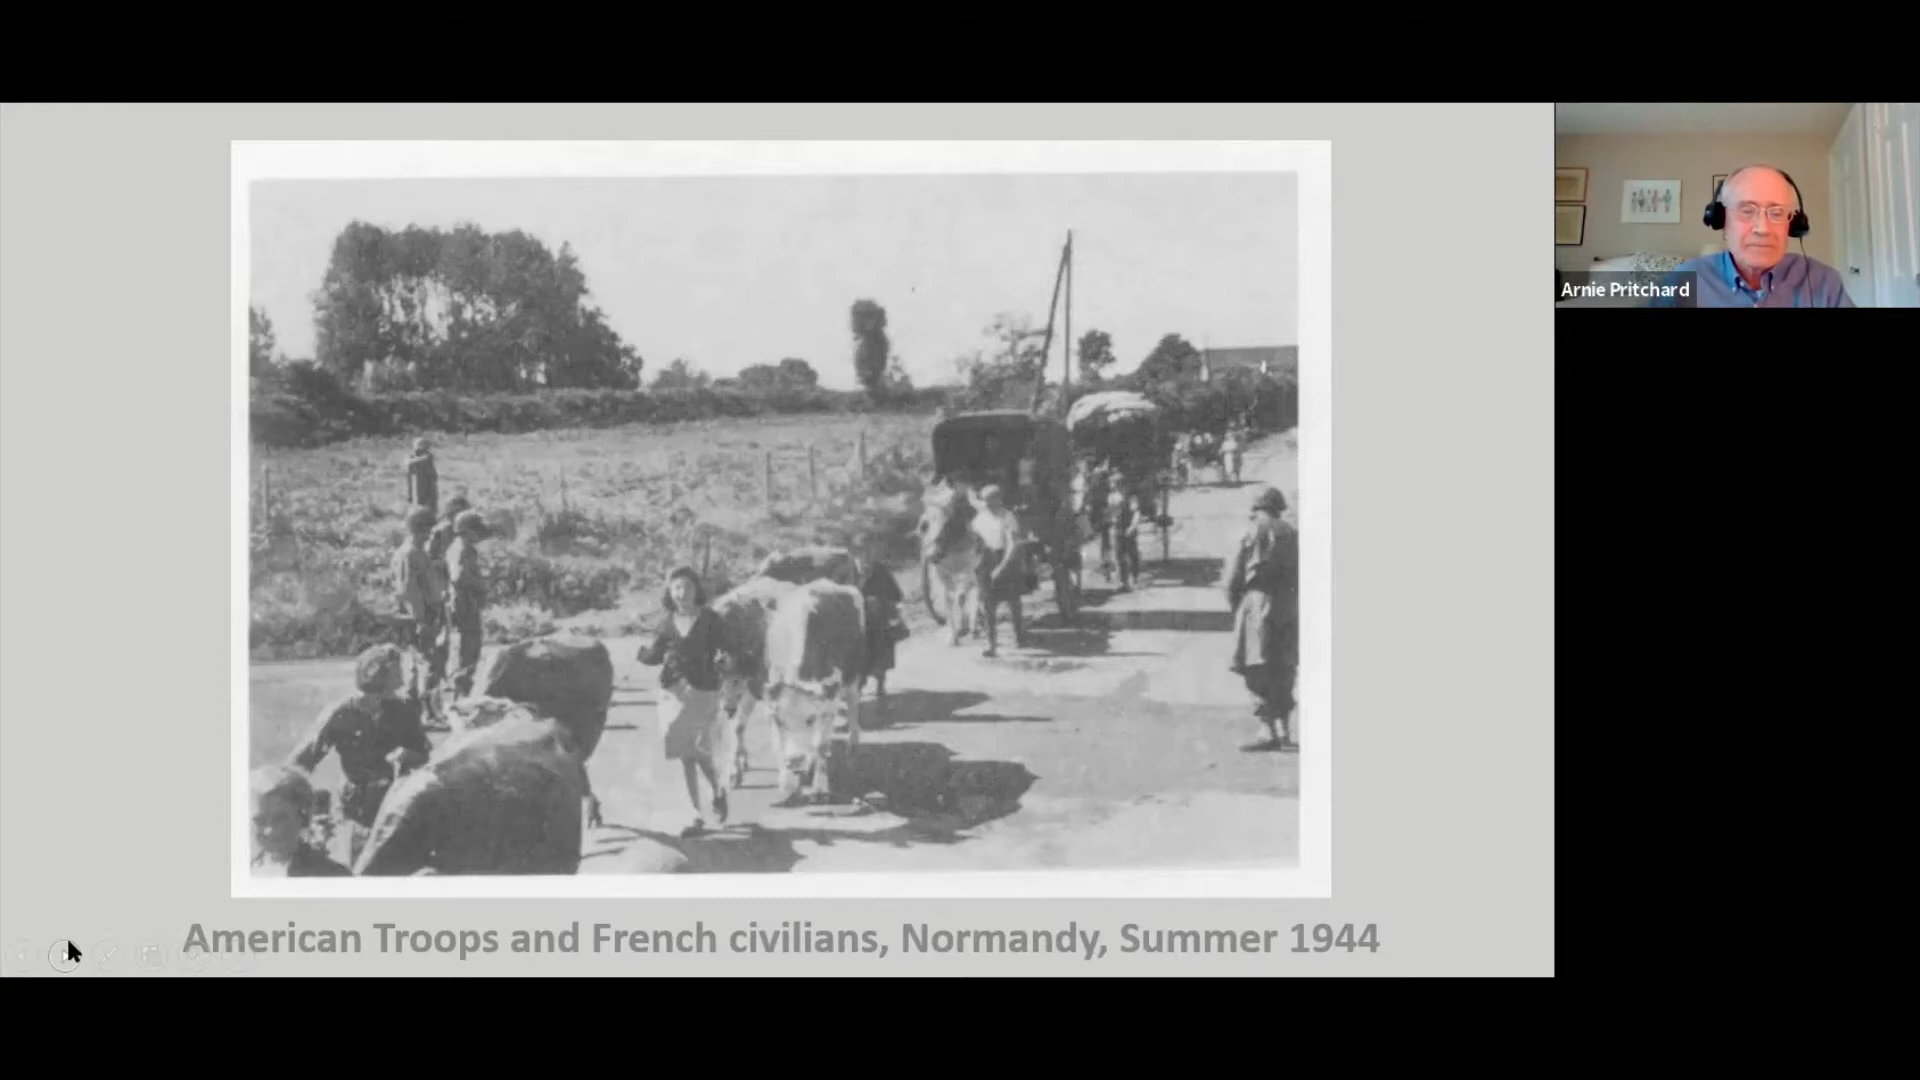 Arnie Pritchard
American Troops and French civilians, Normandy, Summer 1944